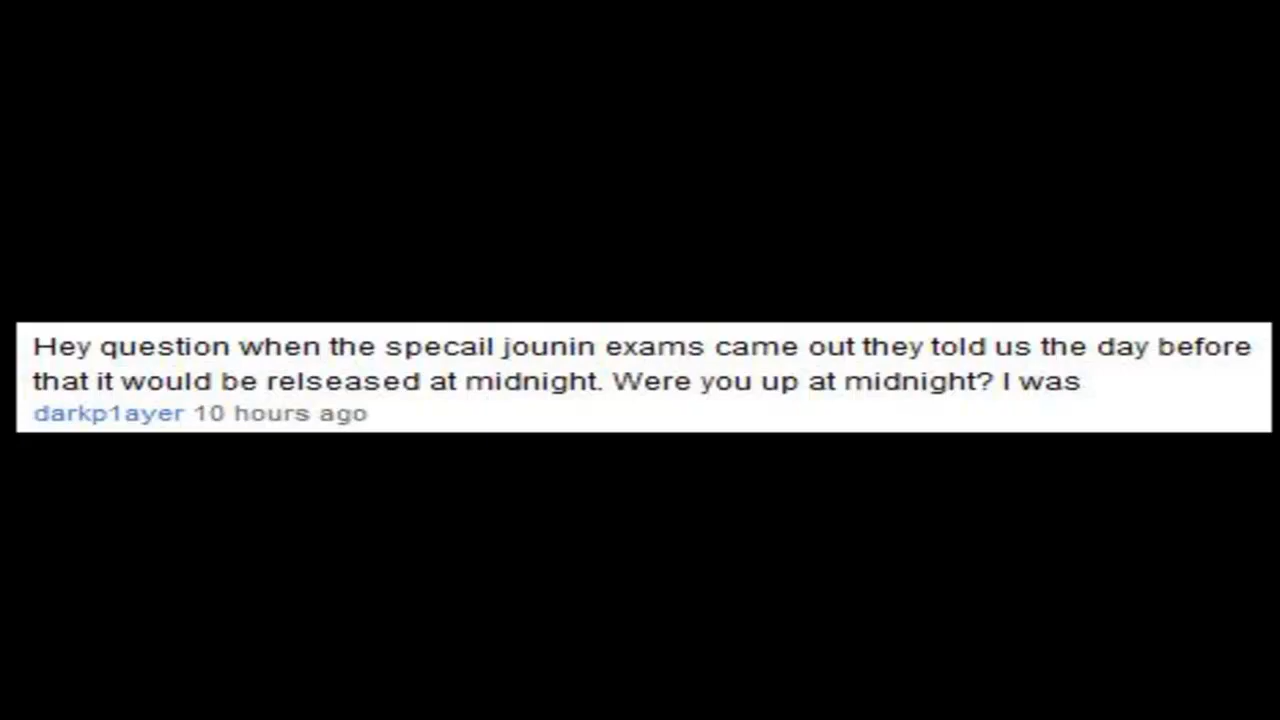 Hey question when the specail jounin exams came out they told us the day before
that it would be relseased at midnight. Were you up at midnight? I was
darkp1ayer 10 hours ago